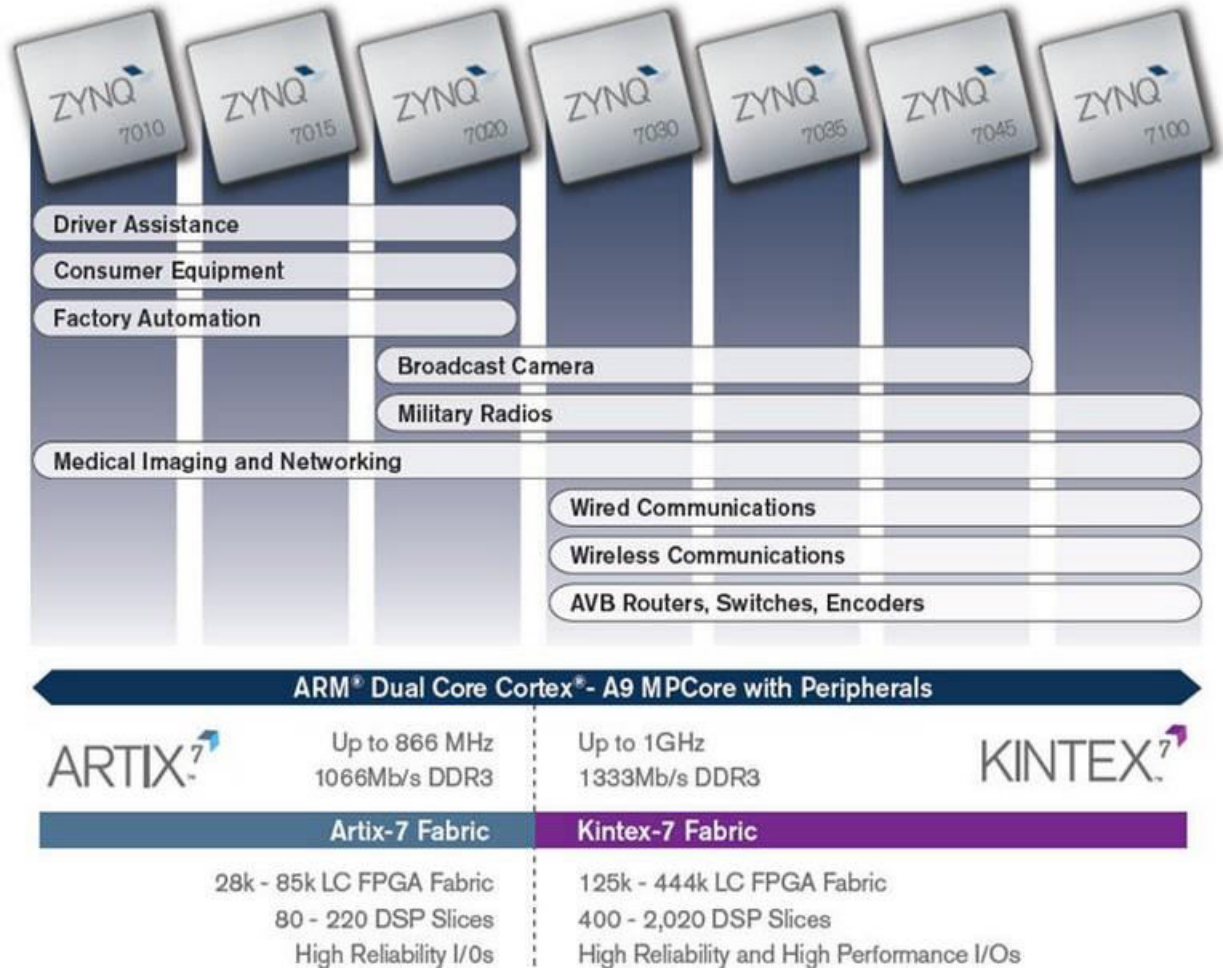 ZYNQ 7010
ZYNQ 7015
ZYNQ 7020
ZYNQ 7030
ZYNQ 7035
ZYNQ 7045
ZYNQ 7100
Driver Assistance
Consumer Equipment
Factory Automation
Broadcast Camera
Military Radios
Medical Imaging and Networking
Wired Communications
Wireless Communications
AVB Routers, Switches, Encoders
ARM® Dual Core Cortex®- A9 MPCore with Peripherals
ARTIX 7™
Up to 866 MHz
1066Mb/s DDR3
Up to 1GHz
1333Mb/s DDR3
KINTEX 7™
Artix-7 Fabric
Kintex-7 Fabric
28k - 85k LC FPGA Fabric
80 - 220 DSP Slices
High Reliability I/0s
125k - 444k LC FPGA Fabric
400 - 2,020 DSP Slices
High Reliability and High Performance I/Os